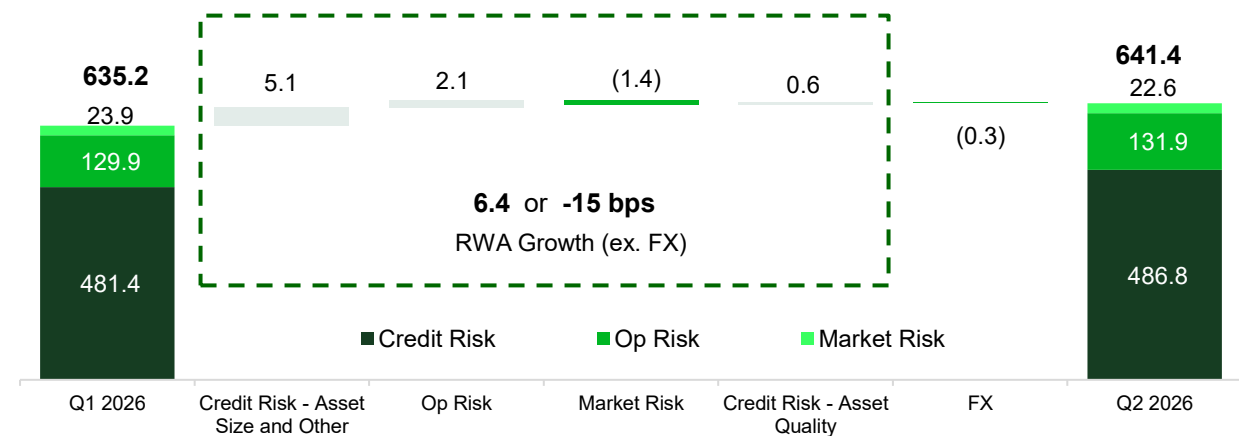 635.2
23.9
129.9
481.4
5.1
2.1
(1.4)
0.6
(0.3)
641.4
22.6
131.9
486.8
6.4 or -15 bps
RWA Growth (ex. FX)
Credit Risk
Op Risk
Market Risk
Q1 2026
Credit Risk - Asset
Size and Other
Op Risk
Market Risk
Credit Risk - Asset
Quality
FX
Q2 2026